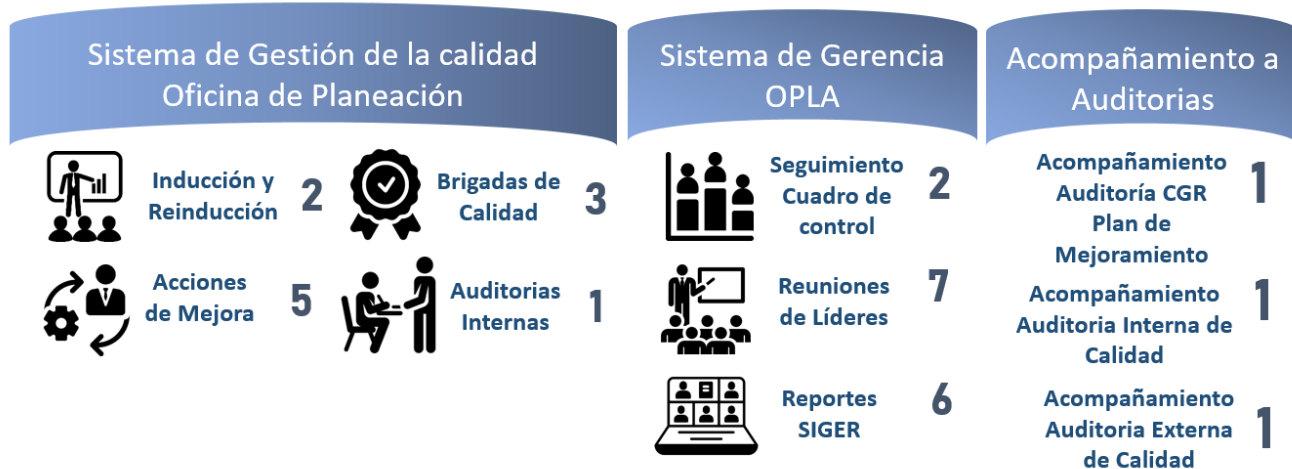 Sistema de Gestión de la calidad
Oficina de Planeación
Inducción y
Reinducción
2
Brigadas de
Calidad
3
Acciones
de Mejora
5
Auditorias
Internas
1
Sistema de Gerencia
OPLA
Seguimiento
Cuadro de
control
2
Reuniones
de Líderes
7
Reportes
SIGER
6
Acompañamiento a
Auditorias
Acompañamiento
Auditoría CGR
Plan de
Mejoramiento
1
Acompañamiento
Auditoria Interna de
Calidad
1
Acompañamiento
Auditoria Externa
de Calidad
1